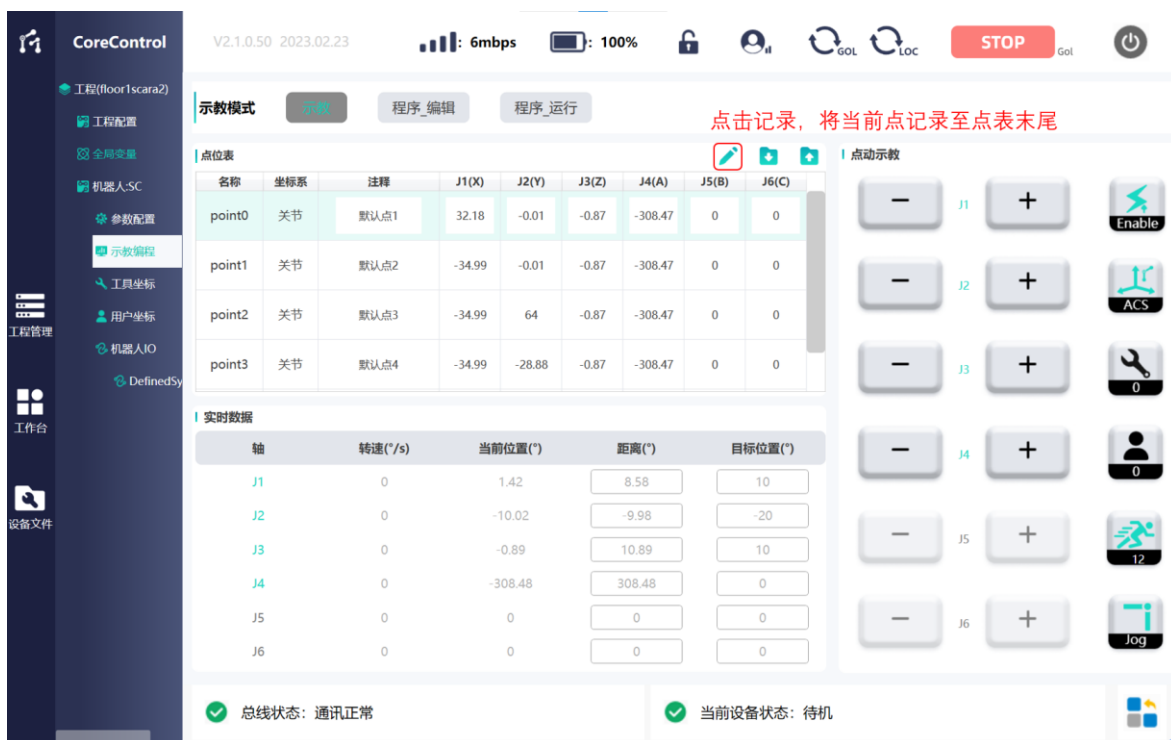 CoreControl V2.1.0.50 2023.02.23 : 6mbps : 100% GOL LOC STOP Gol
工程(floor1scara2)
工程配置
全局变量
机器人:SC
参数配置
示教编程
工具坐标
用户坐标
机器人IO
DefinedSy
工程管理
工作台
设备文件
示教模式 示教 程序_编辑 程序_运行
点击记录，将当前点记录至点表末尾
点位表
名称 坐标系 注释 J1(X) J2(Y) J3(Z) J4(A) J5(B) J6(C)
point0 关节 默认点1 32.18 -0.01 -0.87 -308.47 0 0
point1 关节 默认点2 -34.99 -0.01 -0.87 -308.47 0 0
point2 关节 默认点3 -34.99 64 -0.87 -308.47 0 0
point3 关节 默认点4 -34.99 -28.88 -0.87 -308.47 0 0
实时数据
轴 转速(°/s) 当前位置(°) 距离(°) 目标位置(°)
J1 0 1.42 8.58 10
J2 0 -10.02 -9.98 -20
J3 0 -0.89 10.89 10
J4 0 -308.48 308.48 0
J5 0 0 0 0
J6 0 0 0 0
点动示教
− J1 + Enable
− J2 + ACS
− J3 + 0
− J4 + 0
− J5 + 12
− J6 + Jog
总线状态：通讯正常
当前设备状态：待机